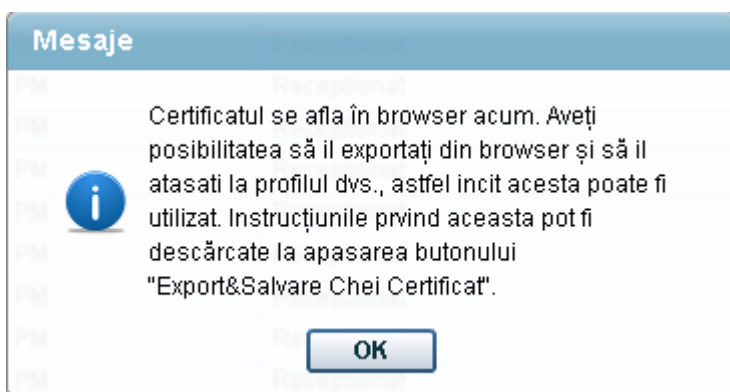 Mesaje
PM Receptionat
Certificatul se afla în browser acum. Aveți
posibilitatea să il exportați din browser și să il
atasati la profilul dvs., astfel incit acesta poate fi
utilizat. Instrucțiunile prvind aceasta pot fi
descărcate la apasarea butonului
"Export&Salvare Chei Certificat".
OK